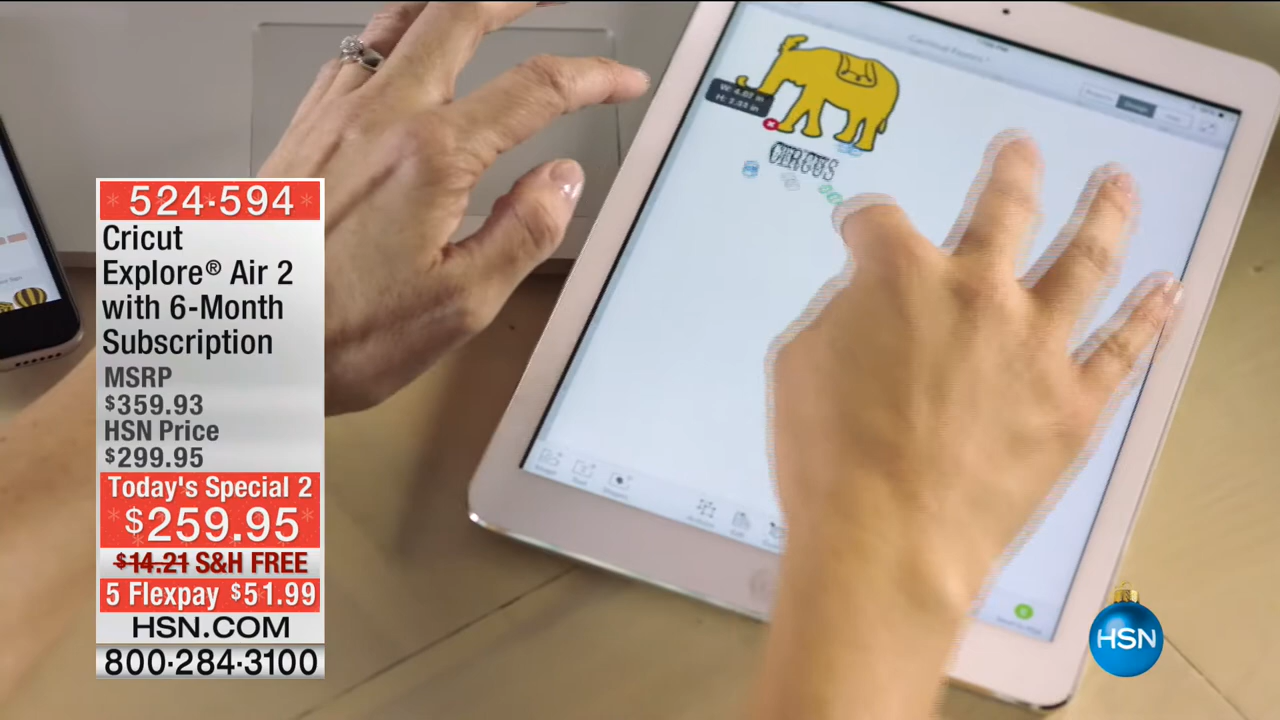 524-594
Cricut
Explore® Air 2
with 6-Month
Subscription
MSRP
$359.93
HSN Price
$299.95
Today's Special 2
$259.95
$14.21 S&H FREE
5 Flexpay $51.99
HSN.COM
800-284-3100
CIRCUS
HSN